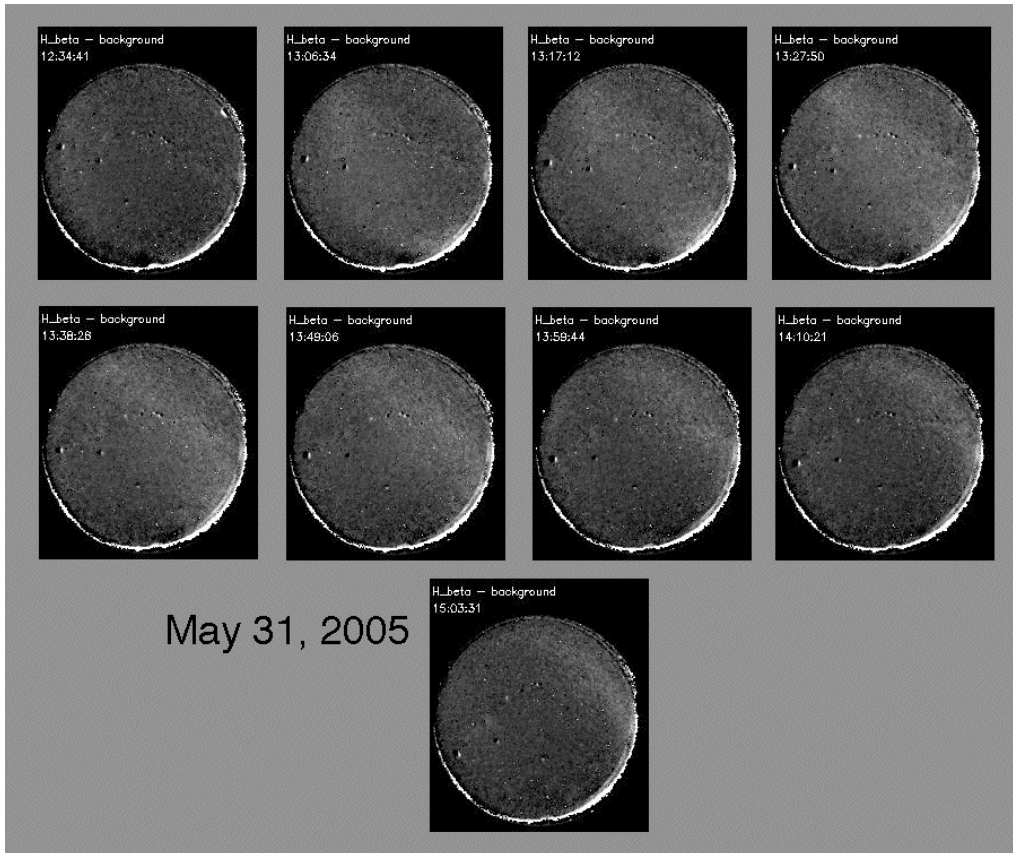 H_beta – background
12:34:41
H_beta – background
13:06:34
H_beta – background
13:17:12
H_beta – background
13:27:50
H_beta – background
13:38:28
H_beta – background
13:49:06
H_beta – background
13:59:44
H_beta – background
14:10:21
May 31, 2005
H_beta – background
15:03:31